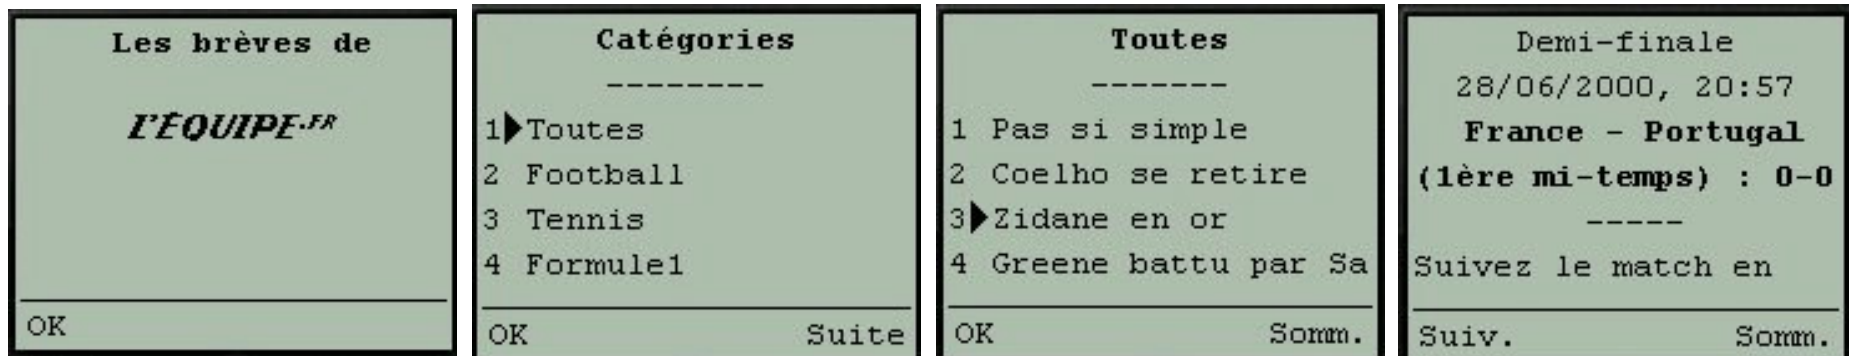 Les brèves de
L'ÉQUIPE.FR
OK
Catégories
--------
1 Toutes
2 Football
3 Tennis
4 Formule1
OK Suite
Toutes
-------
1 Pas si simple
2 Coelho se retire
3 Zidane en or
4 Greene battu par Sa
OK Somm.
Demi-finale
28/06/2000, 20:57
France - Portugal
(1ère mi-temps) : 0-0
-----
Suivez le match en
Suiv. Somm.